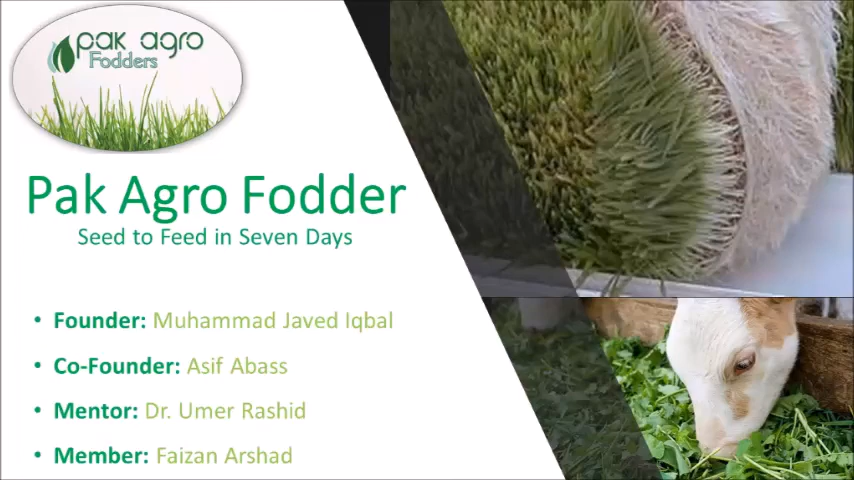 pak agro
Fodders
Pak Agro Fodder
Seed to Feed in Seven Days
• Founder: Muhammad Javed Iqbal
• Co-Founder: Asif Abass
• Mentor: Dr. Umer Rashid
• Member: Faizan Arshad